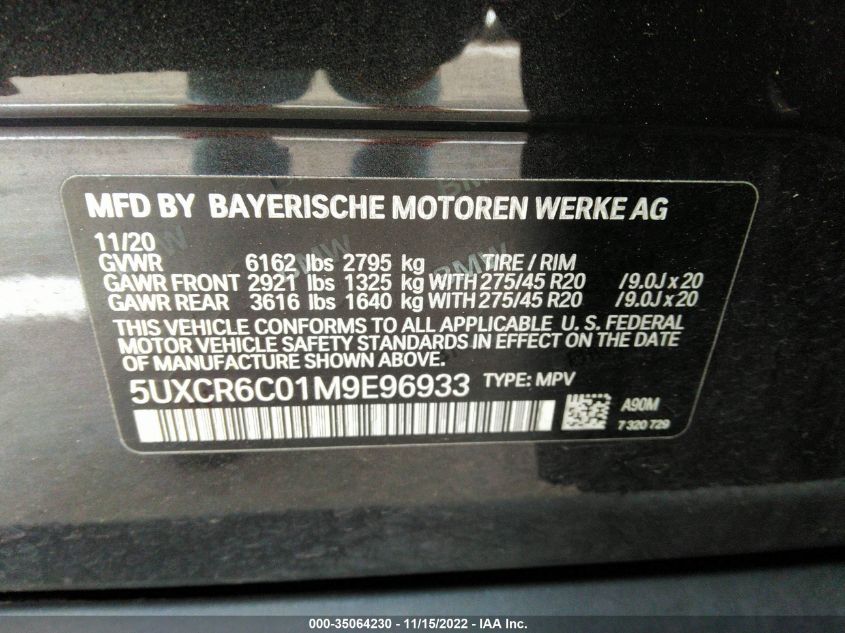 MFD BY BAYERISCHE MOTOREN WERKE AG
11/20
GVWR 6162 lbs 2795 kg TIRE / RIM
GAWR FRONT 2921 lbs 1325 kg WITH 275/45 R20 / 9.0J x 20
GAWR REAR 3616 lbs 1640 kg WITH 275/45 R20 / 9.0J x 20
THIS VEHICLE CONFORMS TO ALL APPLICABLE U. S. FEDERAL
MOTOR VEHICLE SAFETY STANDARDS IN EFFECT ON THE DATE
OF MANUFACTURE SHOWN ABOVE.
5UXCR6C01M9E96933 TYPE: MPV
A90M
7 320 729
000-35064230 - 11/15/2022 - IAA Inc.